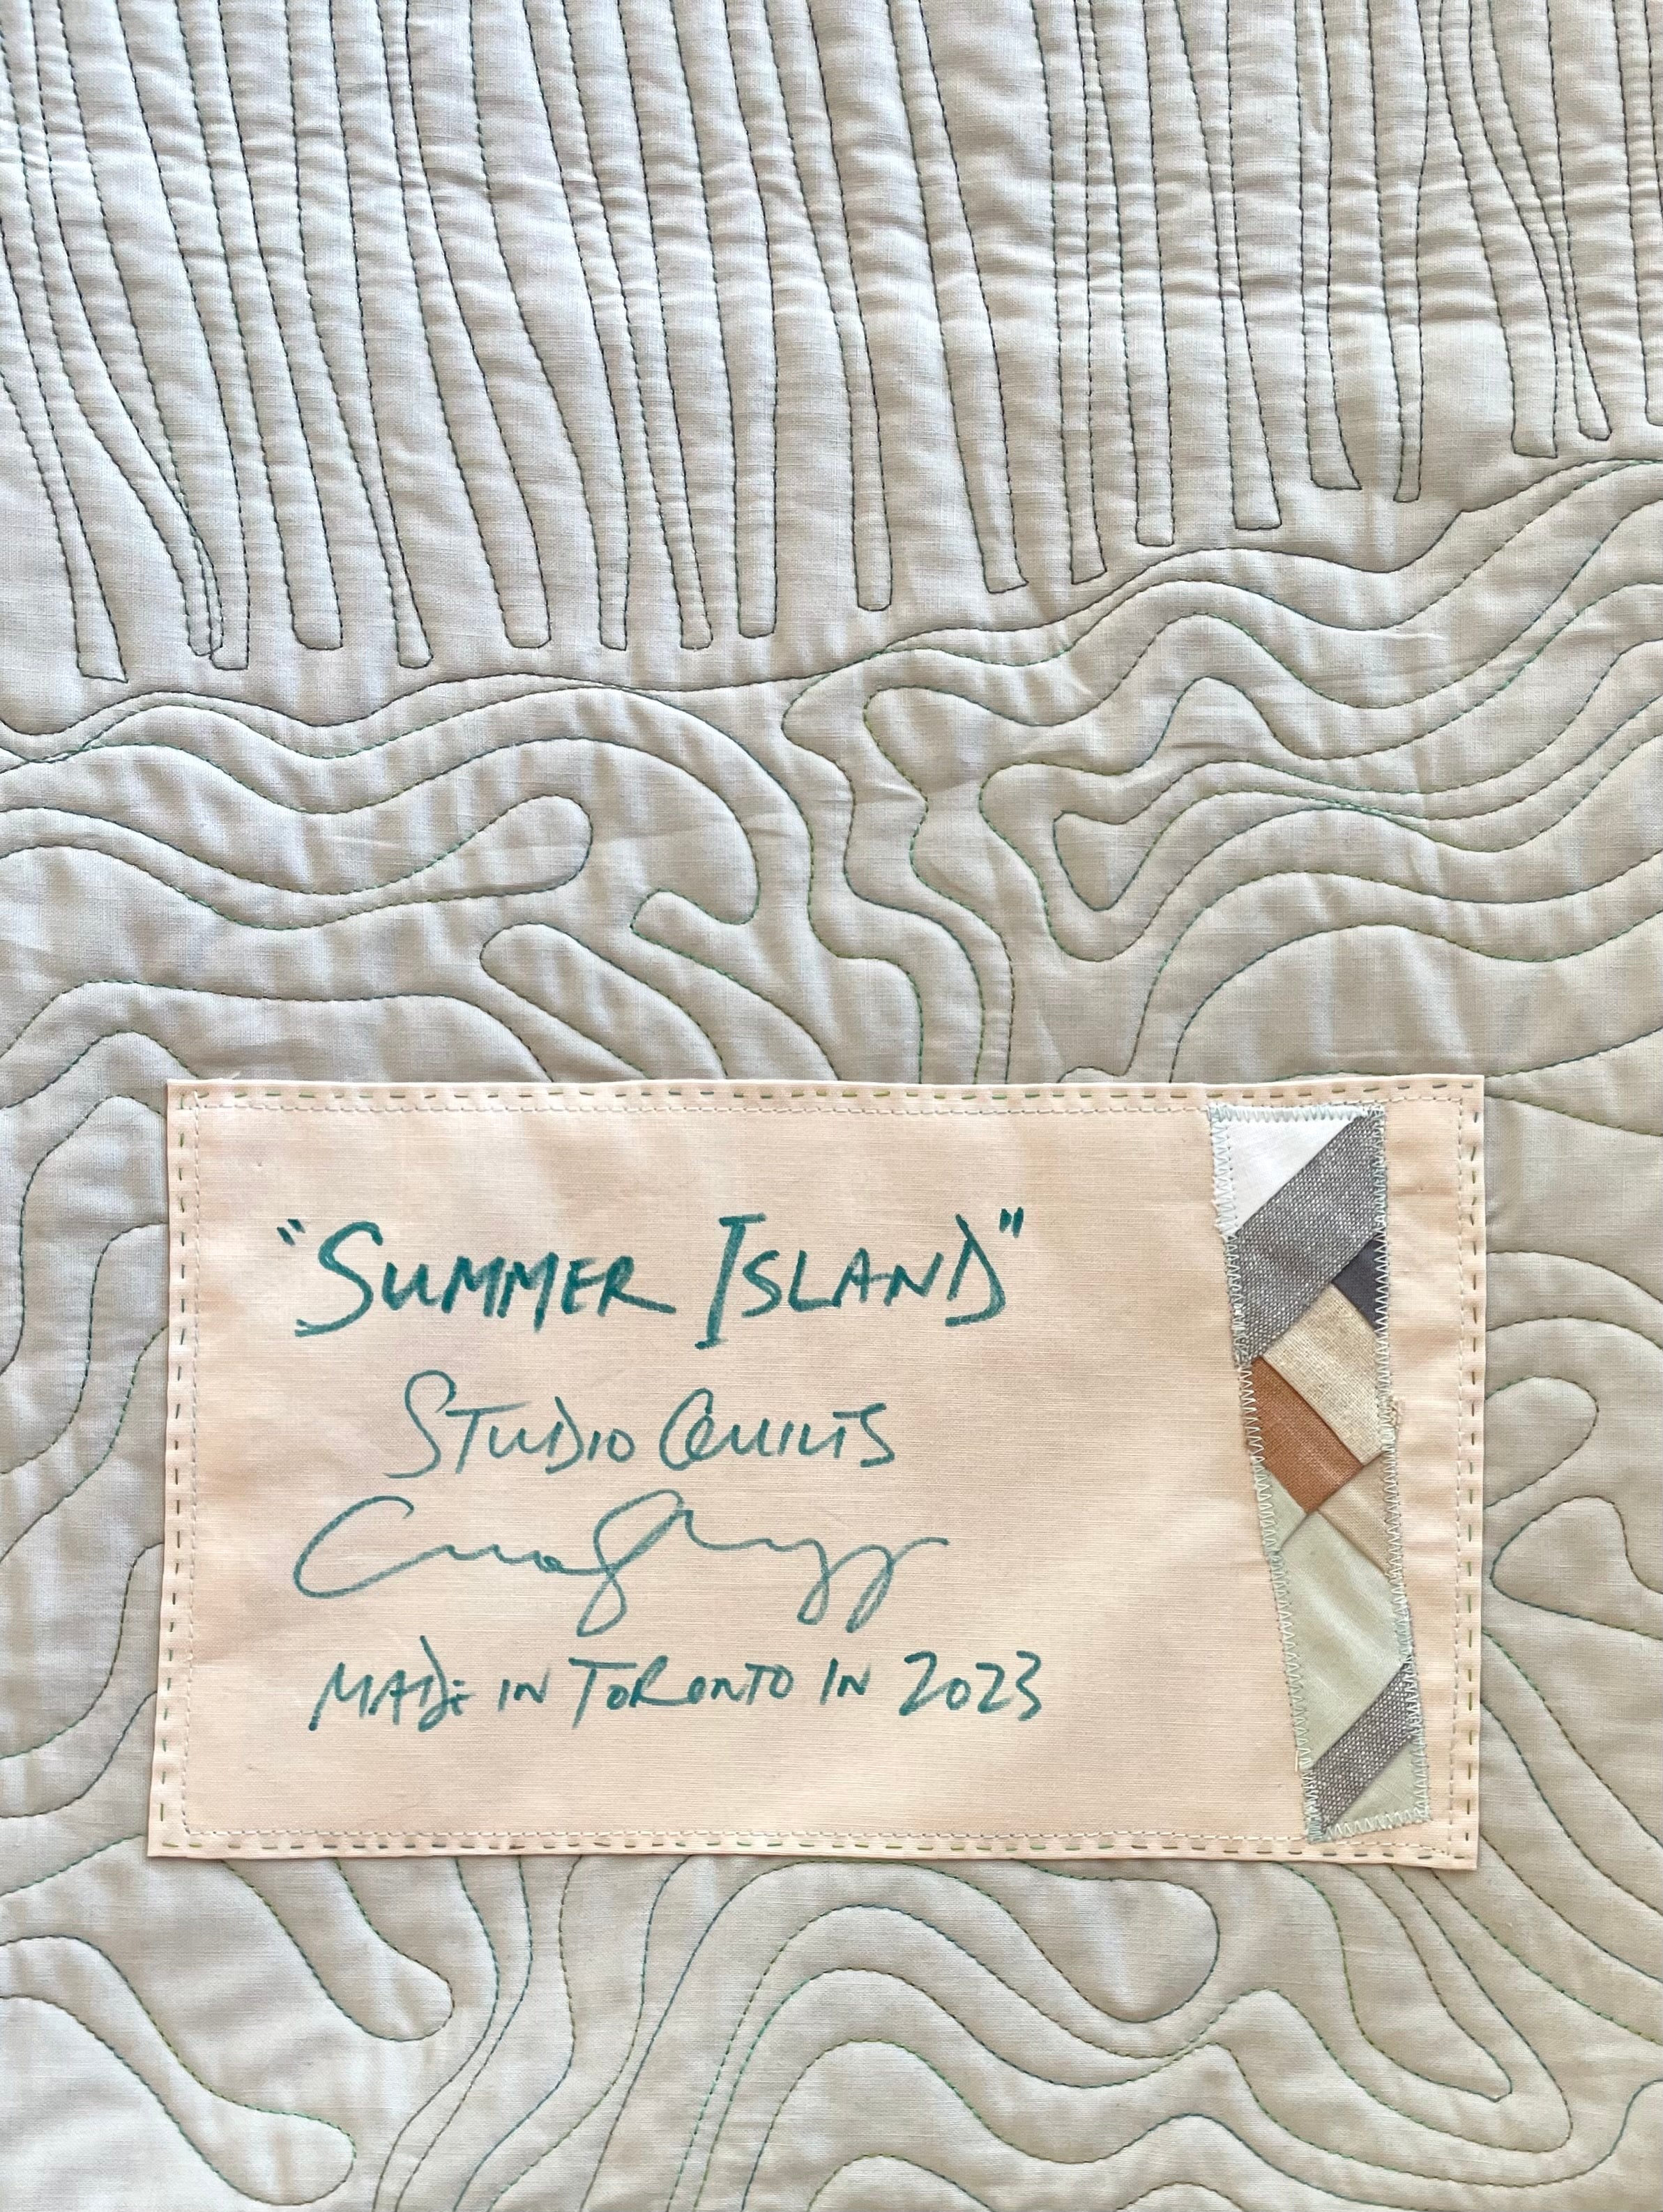 "SUMMER ISLAND"
STUDIO QUILTS
MADE IN TORONTO IN 2023